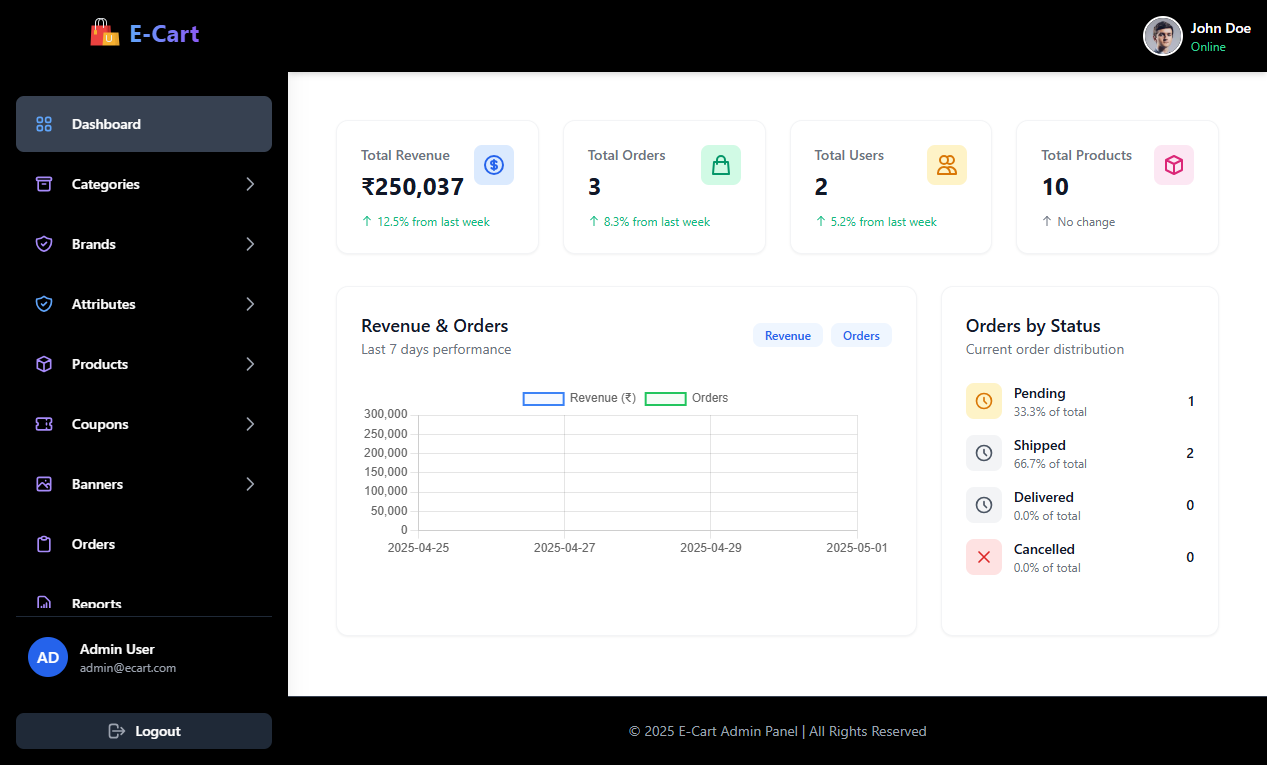 E-Cart
John Doe
Online
Dashboard
Categories
Brands
Attributes
Products
Coupons
Banners
Orders
Reports
AD
Admin User
admin@ecart.com
Logout
Total Revenue
₹250,037
↑ 12.5% from last week
Total Orders
3
↑ 8.3% from last week
Total Users
2
↑ 5.2% from last week
Total Products
10
↑ No change
Revenue & Orders
Last 7 days performance
Revenue
Orders
Revenue (₹)
Orders
300,000
250,000
200,000
150,000
100,000
50,000
0
2025-04-25
2025-04-27
2025-04-29
2025-05-01
Orders by Status
Current order distribution
Pending
33.3% of total
1
Shipped
66.7% of total
2
Delivered
0.0% of total
0
Cancelled
0.0% of total
0
© 2025 E-Cart Admin Panel | All Rights Reserved